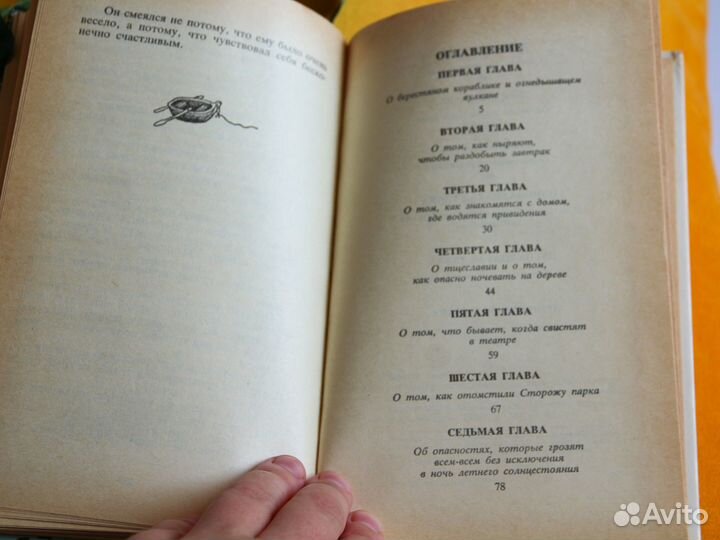 Он смеялся не потому, что ему было очень
весело, а потому, что чувствовал себя беско-
нечно счастливым.
ОГЛАВЛЕНИЕ
ПЕРВАЯ ГЛАВА
О берестяном кораблике и огнедышащем
вулкане
5
ВТОРАЯ ГЛАВА
О том, как ныряют,
чтобы раздобыть завтрак
20
ТРЕТЬЯ ГЛАВА
О том, как знакомятся с домом,
где водятся привидения
30
ЧЕТВЕРТАЯ ГЛАВА
О тщеславии и о том,
как опасно ночевать на дереве
44
ПЯТАЯ ГЛАВА
О том, что бывает, когда свистят
в театре
59
ШЕСТАЯ ГЛАВА
О том, как отомстили Сторожу парка
67
СЕДЬМАЯ ГЛАВА
Об опасностях, которые грозят
всем-всем без исключения
в ночь летнего солнцестояния
78
Avito